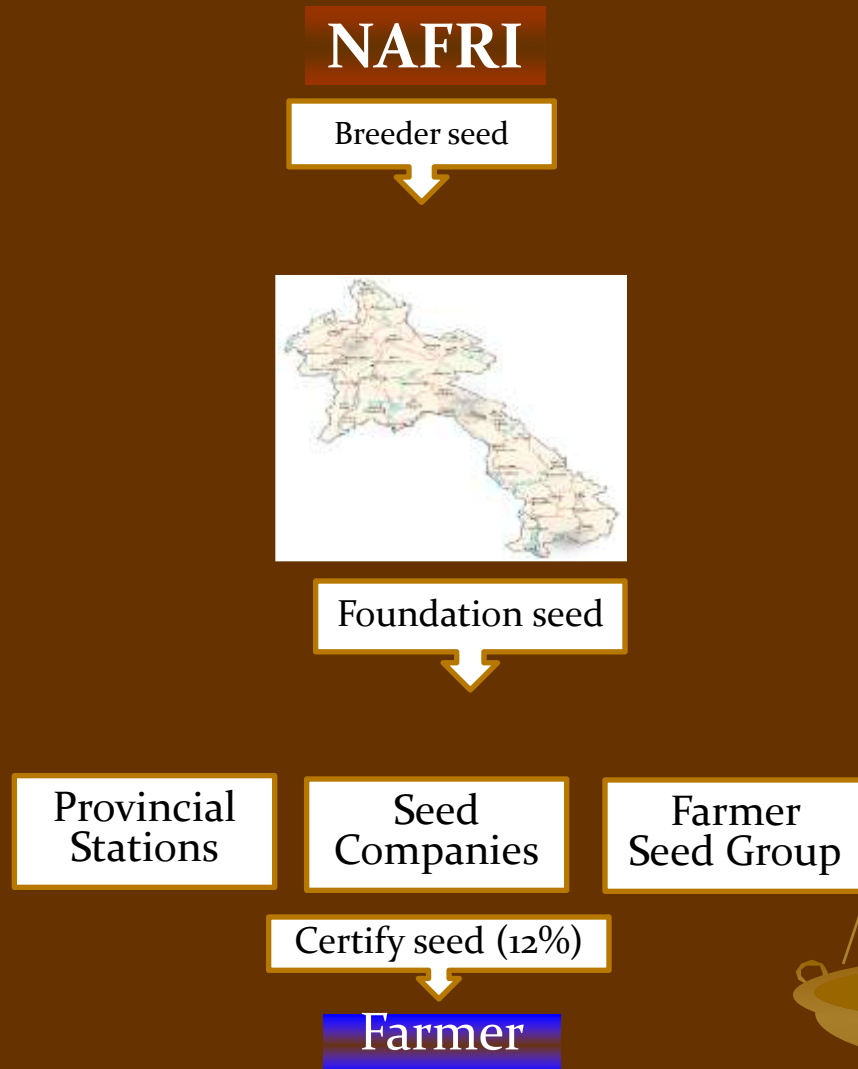 NAFRI
Breeder seed
Foundation seed
Provincial
Stations
Seed
Companies
Farmer
Seed Group
Certify seed (12%)
Farmer